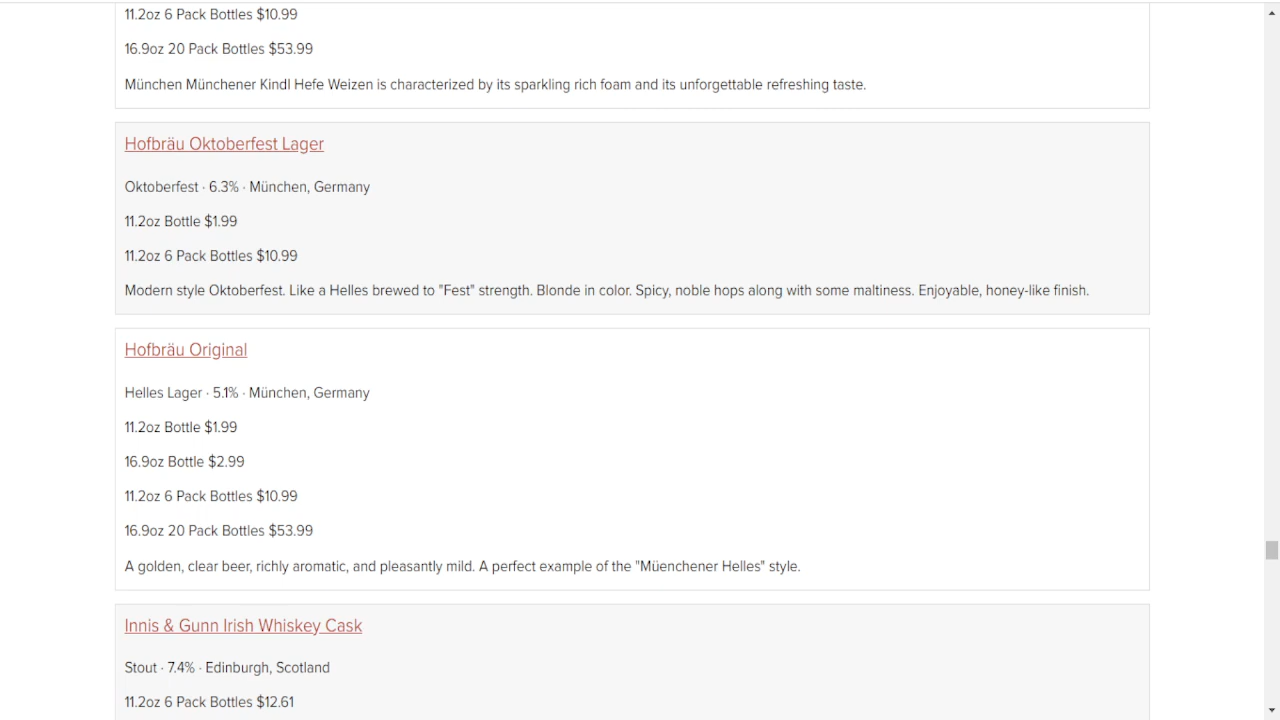 11.2oz 6 Pack Bottles $10.99
16.9oz 20 Pack Bottles $53.99
München Münchener Kindl Hefe Weizen is characterized by its sparkling rich foam and its unforgettable refreshing taste.
Hofbräu Oktoberfest Lager
Oktoberfest · 6.3% · München, Germany
11.2oz Bottle $1.99
11.2oz 6 Pack Bottles $10.99
Modern style Oktoberfest. Like a Helles brewed to "Fest" strength. Blonde in color. Spicy, noble hops along with some maltiness. Enjoyable, honey-like finish.
Hofbräu Original
Helles Lager · 5.1% · München, Germany
11.2oz Bottle $1.99
16.9oz Bottle $2.99
11.2oz 6 Pack Bottles $10.99
16.9oz 20 Pack Bottles $53.99
A golden, clear beer, richly aromatic, and pleasantly mild. A perfect example of the "Müenchener Helles" style.
Innis & Gunn Irish Whiskey Cask
Stout · 7.4% · Edinburgh, Scotland
11.2oz 6 Pack Bottles $12.61